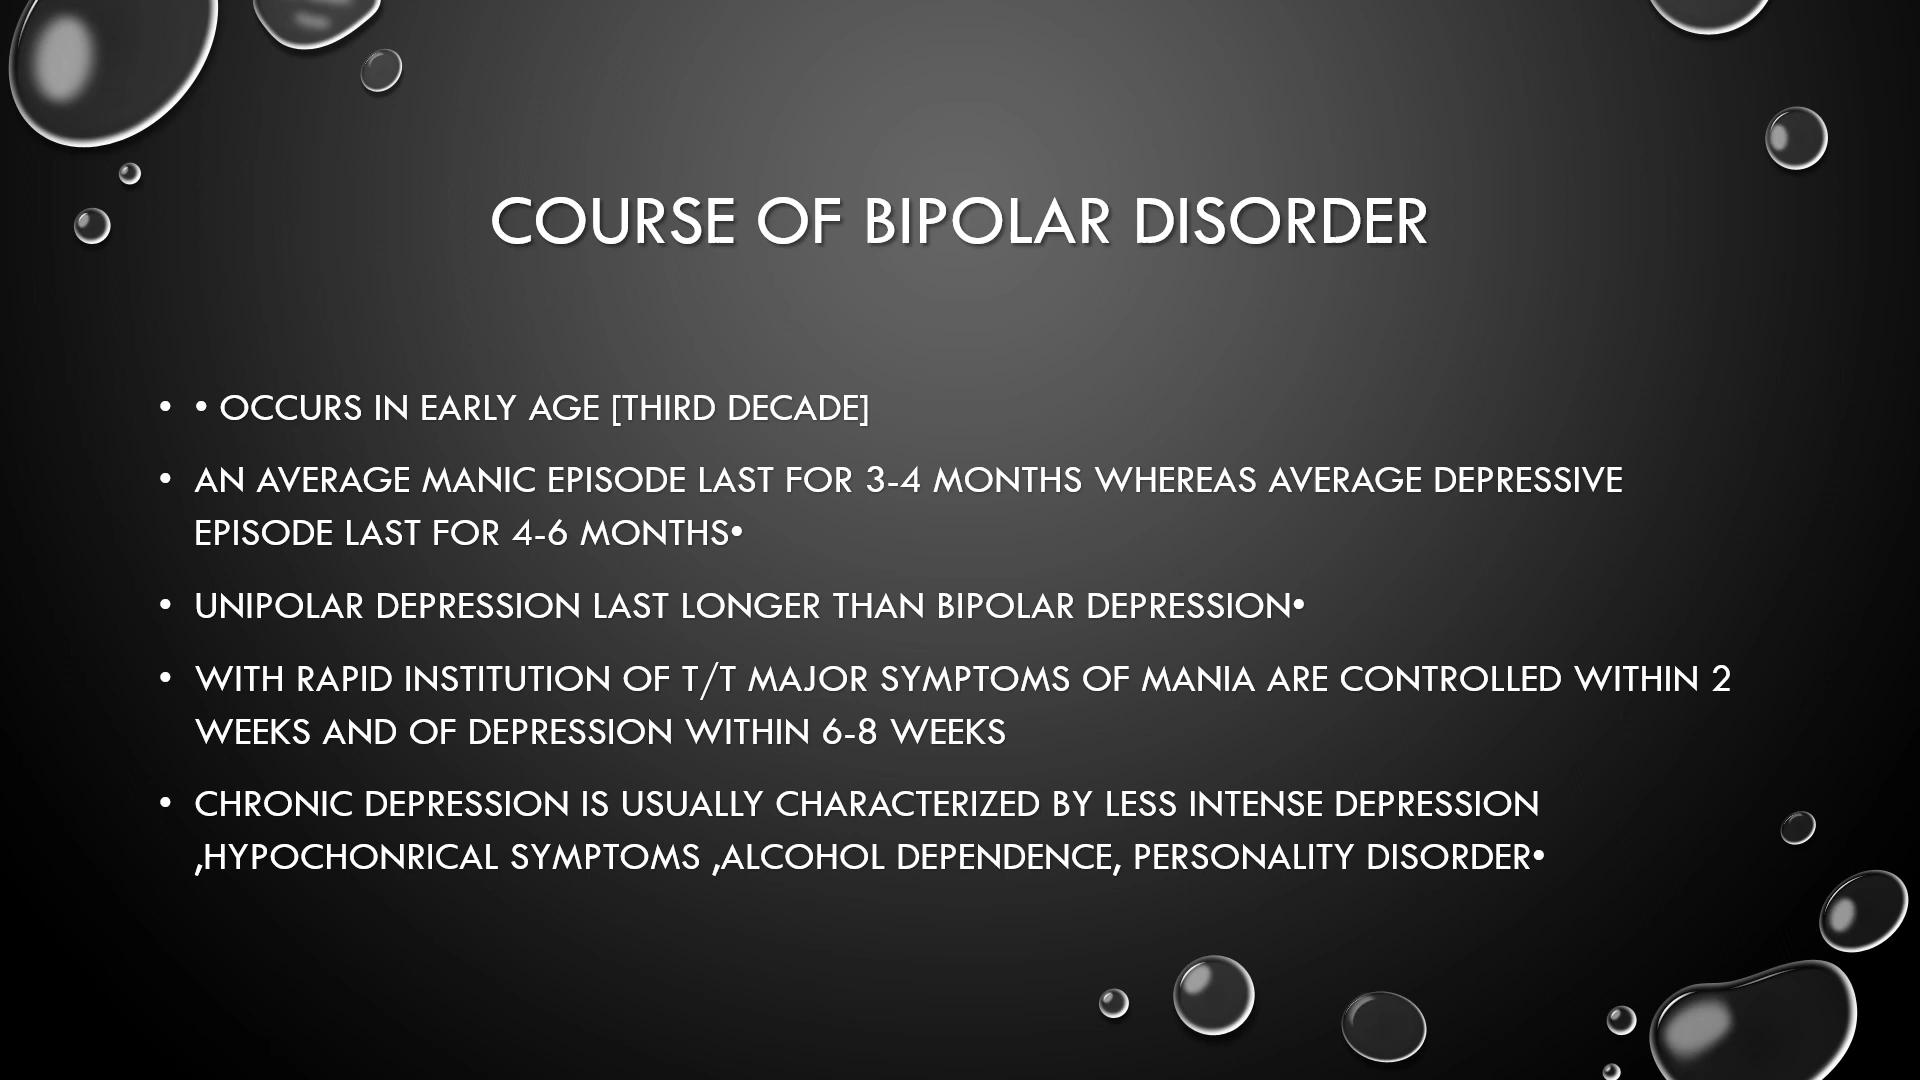 COURSE OF BIPOLAR DISORDER
• • OCCURS IN EARLY AGE [THIRD DECADE]
• AN AVERAGE MANIC EPISODE LAST FOR 3-4 MONTHS WHEREAS AVERAGE DEPRESSIVE
EPISODE LAST FOR 4-6 MONTHS•
• UNIPOLAR DEPRESSION LAST LONGER THAN BIPOLAR DEPRESSION•
• WITH RAPID INSTITUTION OF T/T MAJOR SYMPTOMS OF MANIA ARE CONTROLLED WITHIN 2
WEEKS AND OF DEPRESSION WITHIN 6-8 WEEKS
• CHRONIC DEPRESSION IS USUALLY CHARACTERIZED BY LESS INTENSE DEPRESSION
,HYPOCHONRICAL SYMPTOMS ,ALCOHOL DEPENDENCE, PERSONALITY DISORDER•